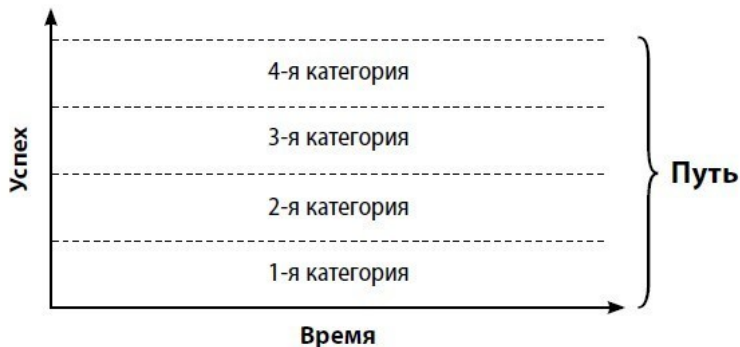 Успех
4-я категория
3-я категория
2-я категория
1-я категория
Путь
Время